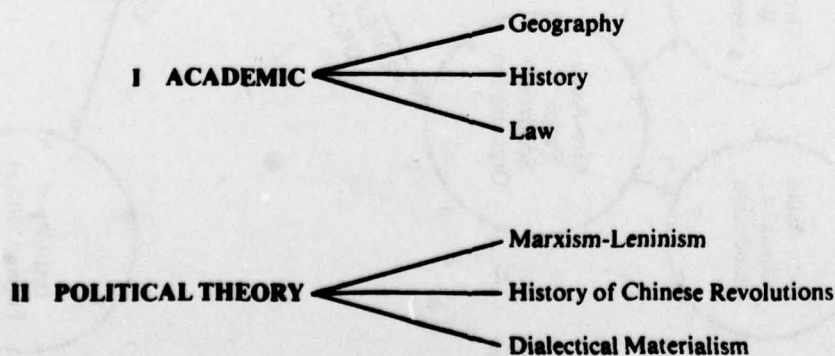 Geography
I ACADEMIC
History
Law
Marxism-Leninism
II POLITICAL THEORY
History of Chinese Revolutions
Dialectical Materialism